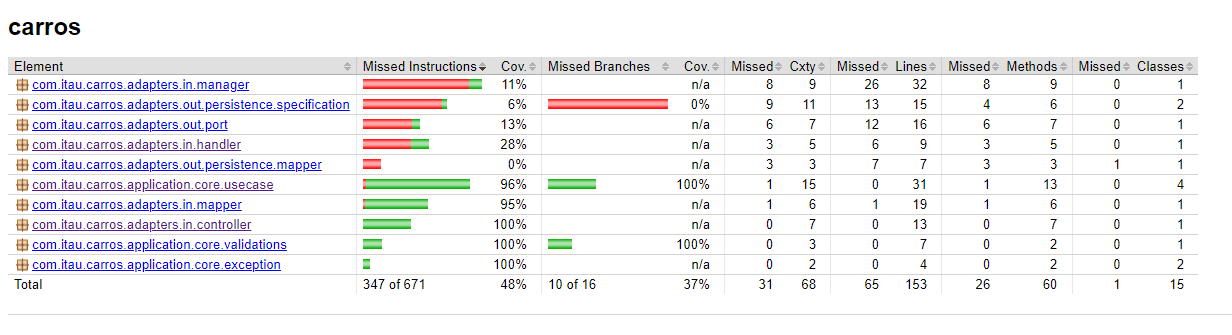 carros
Element Missed Instructions Cov. Missed Branches Cov. Missed Cxty Missed Lines Missed Methods Missed Classes
com.itau.carros.adapters.in.manager 11% n/a 8 9 26 32 8 9 0 1
com.itau.carros.adapters.out.persistence.specification 6% 0% 9 11 13 15 4 6 0 2
com.itau.carros.adapters.out.port 13% n/a 6 7 12 16 6 7 0 1
com.itau.carros.adapters.in.handler 28% n/a 3 5 6 9 3 5 0 1
com.itau.carros.adapters.out.persistence.mapper 0% n/a 3 3 7 7 3 3 1 1
com.itau.carros.application.core.usecase 96% 100% 1 15 0 31 1 13 0 4
com.itau.carros.adapters.in.mapper 95% n/a 1 6 1 19 1 6 0 1
com.itau.carros.adapters.in.controller 100% n/a 0 7 0 13 0 7 0 1
com.itau.carros.application.core.validations 100% 100% 0 3 0 7 0 2 0 1
com.itau.carros.application.core.exception 100% n/a 0 2 0 4 0 2 0 2
Total 347 of 671 48% 10 of 16 37% 31 68 65 153 26 60 1 15